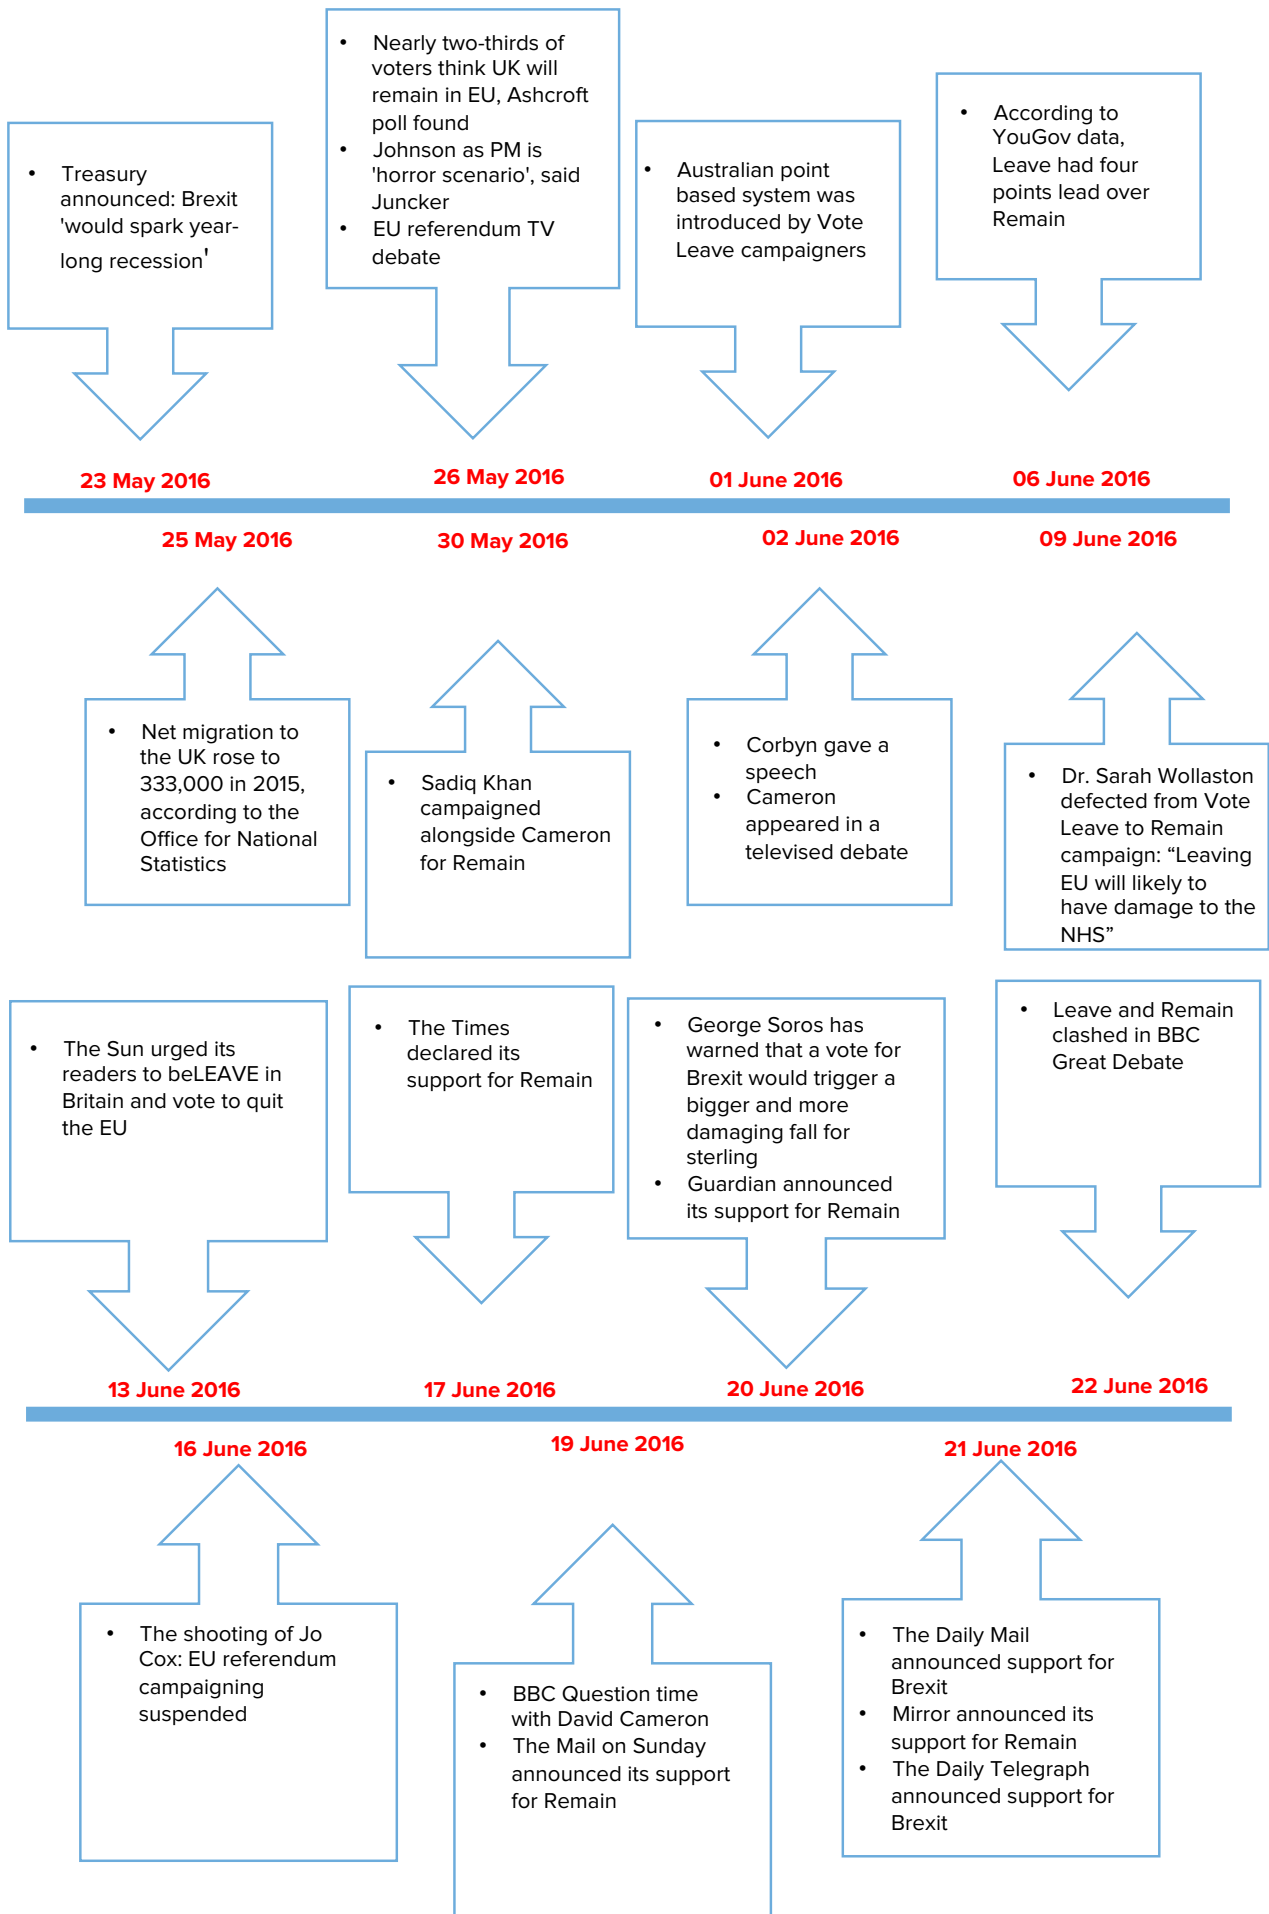 • Treasury
announced: Brexit
'would spark year-
long recession'
• Nearly two-thirds of
voters think UK will
remain in EU, Ashcroft
poll found
• Johnson as PM is
'horror scenario', said
Juncker
• EU referendum TV
debate
• Australian point
based system was
introduced by Vote
Leave campaigners
• According to
YouGov data,
Leave had four
points lead over
Remain
23 May 2016
26 May 2016
01 June 2016
06 June 2016
25 May 2016
30 May 2016
02 June 2016
09 June 2016
• Net migration to
the UK rose to
333,000 in 2015,
according to the
Office for National
Statistics
• Sadiq Khan
campaigned
alongside Cameron
for Remain
• Corbyn gave a
speech
• Cameron
appeared in a
televised debate
• Dr. Sarah Wollaston
defected from Vote
Leave to Remain
campaign: “Leaving
EU will likely to
have damage to the
NHS”
• The Sun urged its
readers to beLEAVE in
Britain and vote to quit
the EU
• The Times
declared its
support for Remain
• George Soros has
warned that a vote for
Brexit would trigger a
bigger and more
damaging fall for
sterling
• Guardian announced
its support for Remain
• Leave and Remain
clashed in BBC
Great Debate
13 June 2016
17 June 2016
20 June 2016
22 June 2016
16 June 2016
19 June 2016
21 June 2016
• The shooting of Jo
Cox: EU referendum
campaigning
suspended
• BBC Question time
with David Cameron
• The Mail on Sunday
announced its support
for Remain
• The Daily Mail
announced support for
Brexit
• Mirror announced its
support for Remain
• The Daily Telegraph
announced support for
Brexit